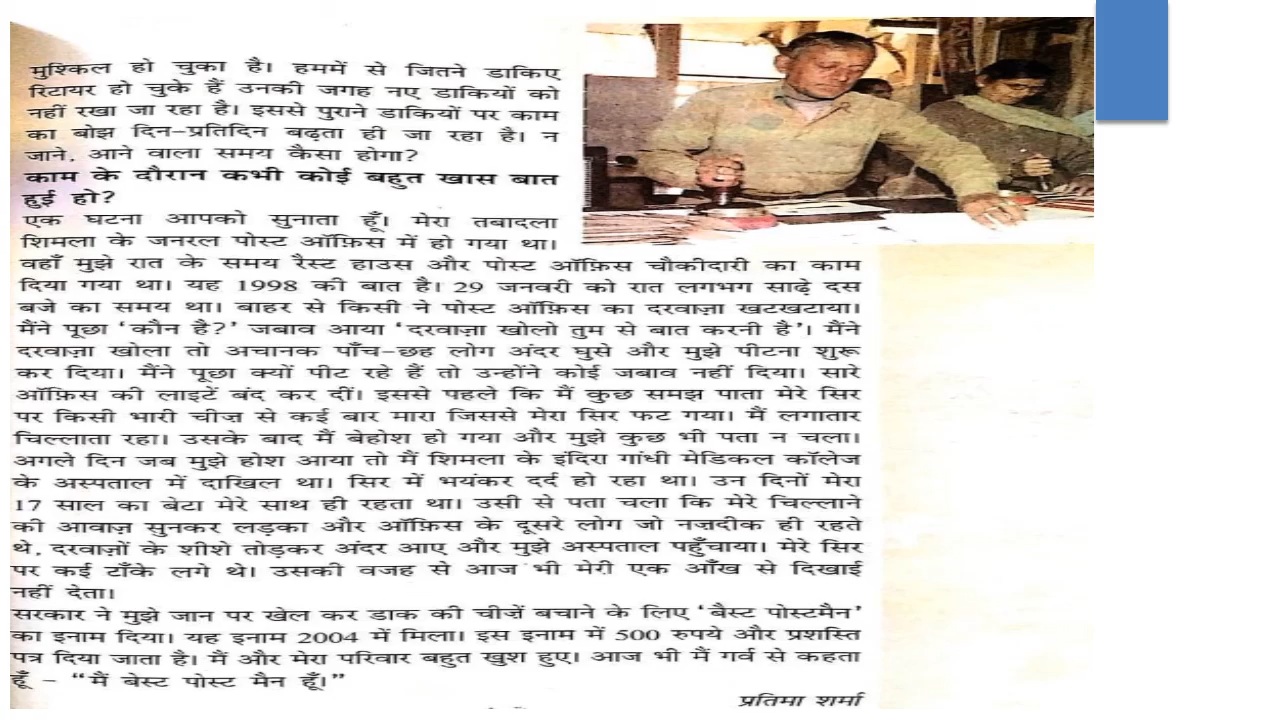 मुश्किल हो चुका है। हममें से जितने डाकिए
रिटायर हो चुके हैं उनकी जगह नए डाकियों को
नहीं रखा जा रहा है। इससे पुराने डाकियों पर काम
का बोझ दिन-प्रतिदिन बढ़ता ही जा रहा है। न
जाने, आने वाला समय कैसा होगा?
काम के दौरान कभी कोई बहुत खास बात
हुई हो?
एक घटना आपको सुनाता हूँ। मेरा तबादला
शिमला के जनरल पोस्ट ऑफ़िस में हो गया था।
वहाँ मुझे रात के समय रैस्ट हाउस और पोस्ट ऑफ़िस चौकीदारी का काम
दिया गया था। यह 1998 की बात है। 29 जनवरी को रात लगभग साढ़े दस
बजे का समय था। बाहर से किसी ने पोस्ट ऑफ़िस का दरवाज़ा खटखटाया।
मैंने पूछा ‘कौन है?’ जबाव आया ‘दरवाज़ा खोलो तुम से बात करनी है’। मैंने
दरवाज़ा खोला तो अचानक पाँच-छह लोग अंदर घुसे और मुझे पीटना शुरू
कर दिया। मैंने पूछा क्यों पीट रहे हैं तो उन्होंने कोई जबाव नहीं दिया। सारे
ऑफ़िस की लाइटें बंद कर दीं। इससे पहले कि मैं कुछ समझ पाता मेरे सिर
पर किसी भारी चीज़ से कई बार मारा जिससे मेरा सिर फट गया। मैं लगातार
चिल्लाता रहा। उसके बाद मैं बेहोश हो गया और मुझे कुछ भी पता न चला।
अगले दिन जब मुझे होश आया तो मैं शिमला के इंदिरा गांधी मेडिकल कॉलेज
के अस्पताल में दाखिल था। सिर में भयंकर दर्द हो रहा था। उन दिनों मेरा
17 साल का बेटा मेरे साथ ही रहता था। उसी से पता चला कि मेरे चिल्लाने
की आवाज़ सुनकर लड़का और ऑफ़िस के दूसरे लोग जो नज़दीक ही रहते
थे, दरवाज़ों के शीशे तोड़कर अंदर आए और मुझे अस्पताल पहुँचाया। मेरे सिर
पर कई टाँके लगे थे। उसकी वजह से आज भी मेरी एक आँख से दिखाई
नहीं देता।
सरकार ने मुझे जान पर खेल कर डाक की चीज़ें बचाने के लिए ‘बैस्ट पोस्टमैन’
का इनाम दिया। यह इनाम 2004 में मिला। इस इनाम में 500 रुपये और प्रशस्ति
पत्र दिया जाता है। मैं और मेरा परिवार बहुत खुश हुए। आज भी मैं गर्व से कहता
हूँ – “मैं बेस्ट पोस्ट मैन हूँ।”
प्रतिमा शर्मा